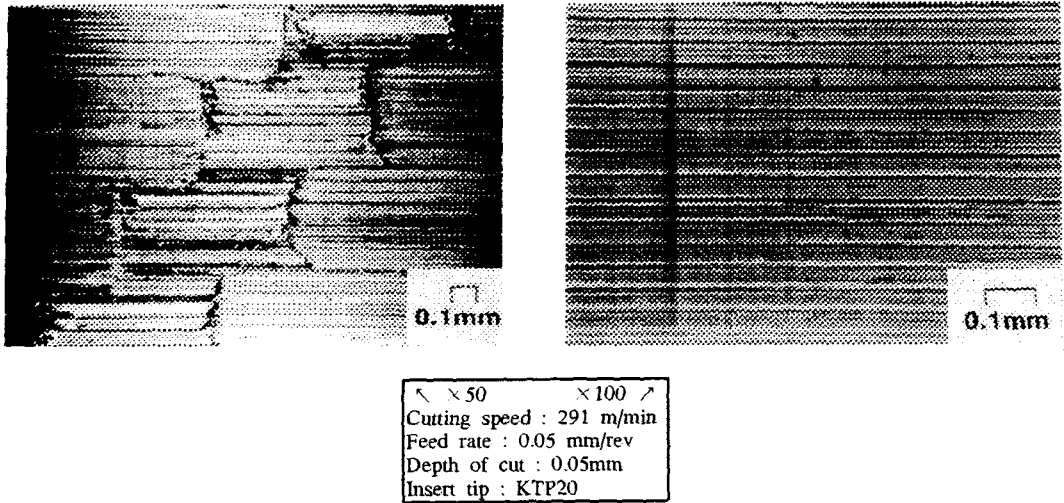 0.1mm
0.1mm
↖ ×50 ×100 ↗
Cutting speed : 291 m/min
Feed rate : 0.05 mm/rev
Depth of cut : 0.05mm
Insert tip : KTP20